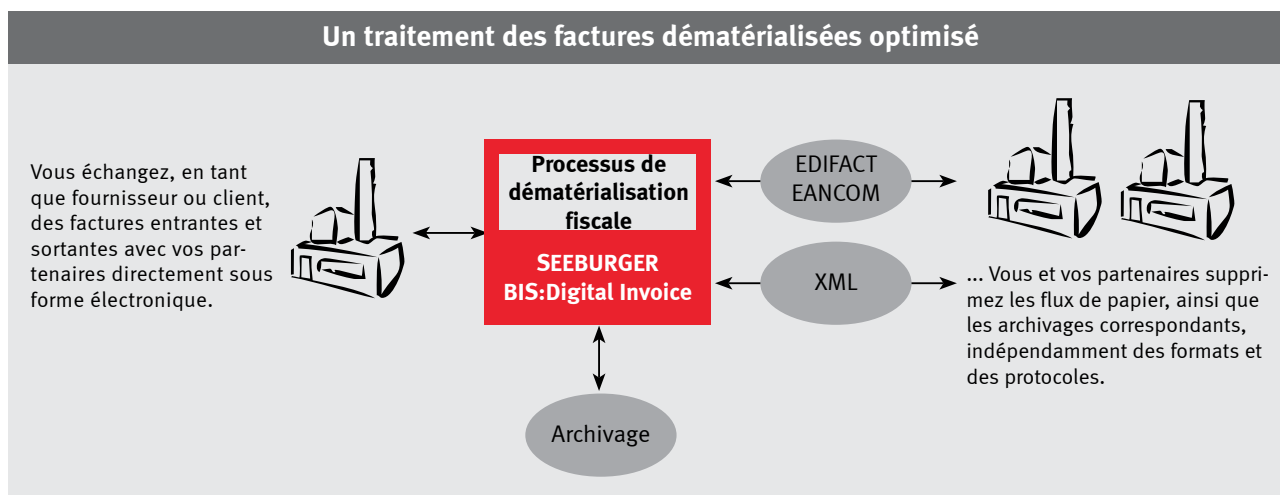 Un traitement des factures dématérialisées optimisé
Vous échangez, en tant
que fournisseur ou client,
des factures entrantes et
sortantes avec vos par-
tenaires directement sous
forme électronique.
Processus de
dématérialisation
fiscale
SEEBURGER
BIS:Digital Invoice
EDIFACT
EANCOM
XML
Archivage
... Vous et vos partenaires suppri-
mez les flux de papier, ainsi que
les archivages correspondants,
indépendamment des formats et
des protocoles.